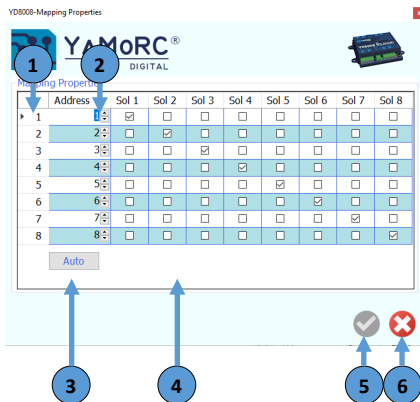 YD8008-Mapping Properties
YAMORC®
DIGITAL
1 2
Mapping Properties
Address Sol 1 Sol 2 Sol 3 Sol 4 Sol 5 Sol 6 Sol 7 Sol 8
1 1
2 2
3 3
4 4
5 5
6 6
7 7
8 8
Auto
3 4 5 6